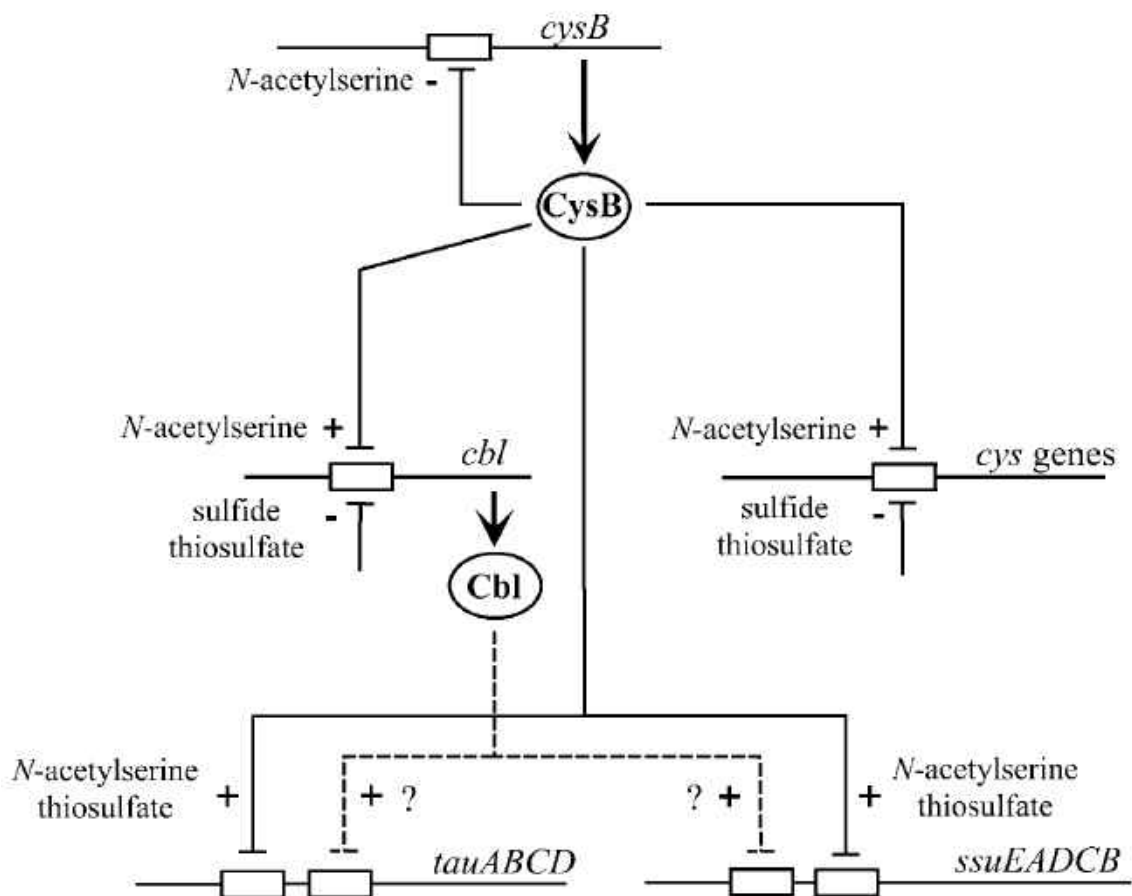 cysB
N-acetylserine -
CysB
N-acetylserine +
cbl
N-acetylserine +
cys genes
sulfide
thiosulfate -
sulfide
thiosulfate -
Cbl
N-acetylserine
thiosulfate +
+ ?
? +
+ N-acetylserine
thiosulfate
tauABCD
ssuEADCB